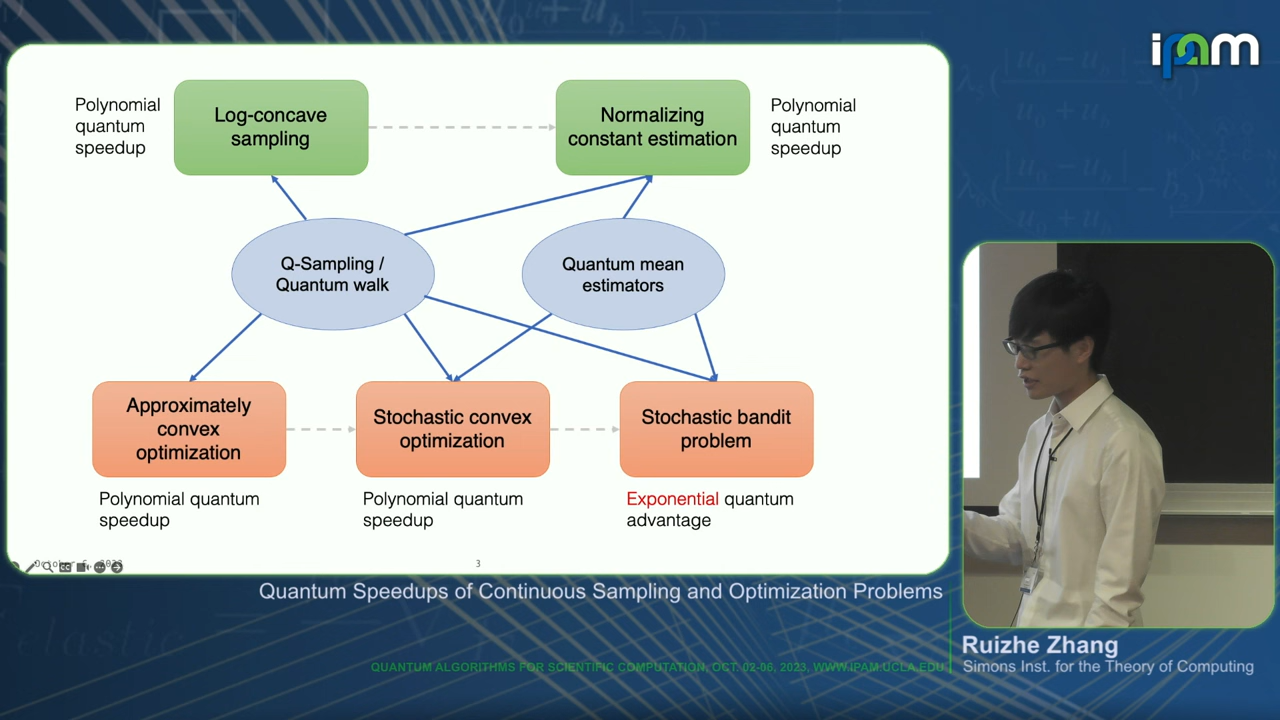 ipam
Polynomial
quantum
speedup
Log-concave
sampling
Normalizing
constant estimation
Polynomial
quantum
speedup
Q-Sampling /
Quantum walk
Quantum mean
estimators
Approximately
convex
optimization
Stochastic convex
optimization
Stochastic bandit
problem
Polynomial quantum
speedup
Polynomial quantum
speedup
Exponential quantum
advantage
3
Quantum Speedups of Continuous Sampling and Optimization Problems
Ruizhe Zhang
Simons Inst. for the Theory of Computing
QUANTUM ALGORITHMS FOR SCIENTIFIC COMPUTATION, OCT. 02-06, 2023, WWW.IPAM.UCLA.EDU
elastic